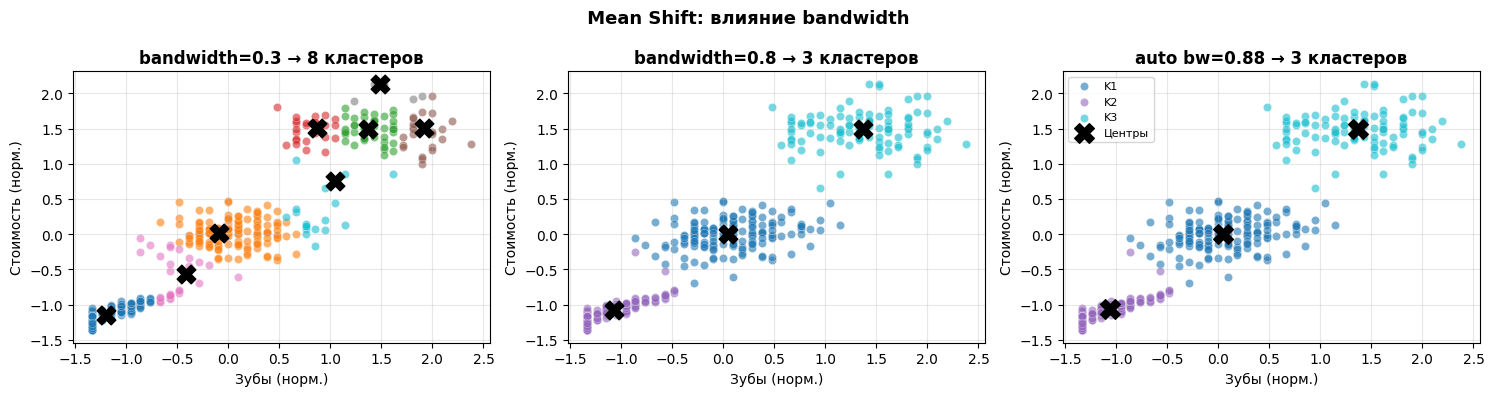 Mean Shift: влияние bandwidth
bandwidth=0.3 → 8 кластеров
2.0
1.5
1.0
0.5
0.0
−0.5
−1.0
−1.5
−1.5 −1.0 −0.5 0.0 0.5 1.0 1.5 2.0 2.5
Стоимость (норм.)
Зубы (норм.)
bandwidth=0.8 → 3 кластеров
2.0
1.5
1.0
0.5
0.0
−0.5
−1.0
−1.5
−1.5 −1.0 −0.5 0.0 0.5 1.0 1.5 2.0 2.5
Стоимость (норм.)
Зубы (норм.)
auto bw=0.88 → 3 кластеров
K1
K2
K3
Центры
2.0
1.5
1.0
0.5
0.0
−0.5
−1.0
−1.5
−1.5 −1.0 −0.5 0.0 0.5 1.0 1.5 2.0 2.5
Стоимость (норм.)
Зубы (норм.)